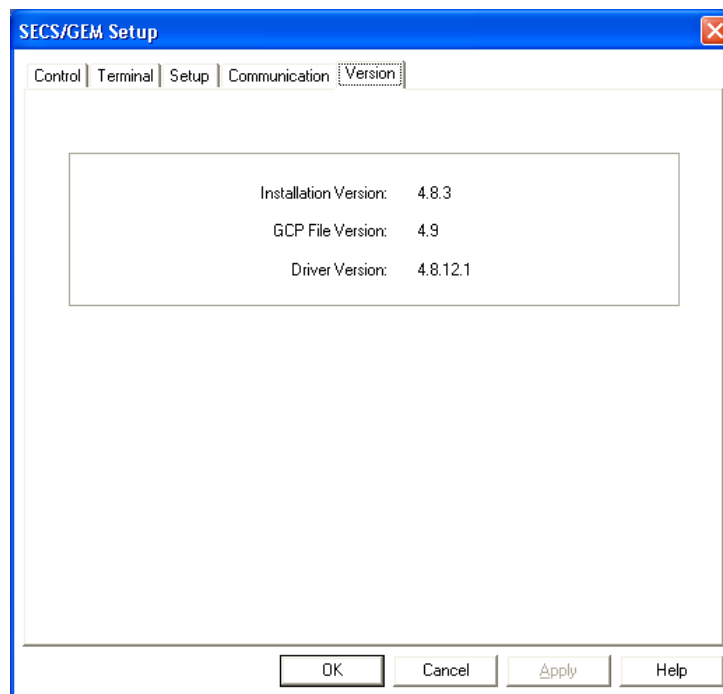 SECS/GEM Setup
Control Terminal Setup Communication Version
Installation Version: 4.8.3
GCP File Version: 4.9
Driver Version: 4.8.12.1
OK Cancel Apply Help